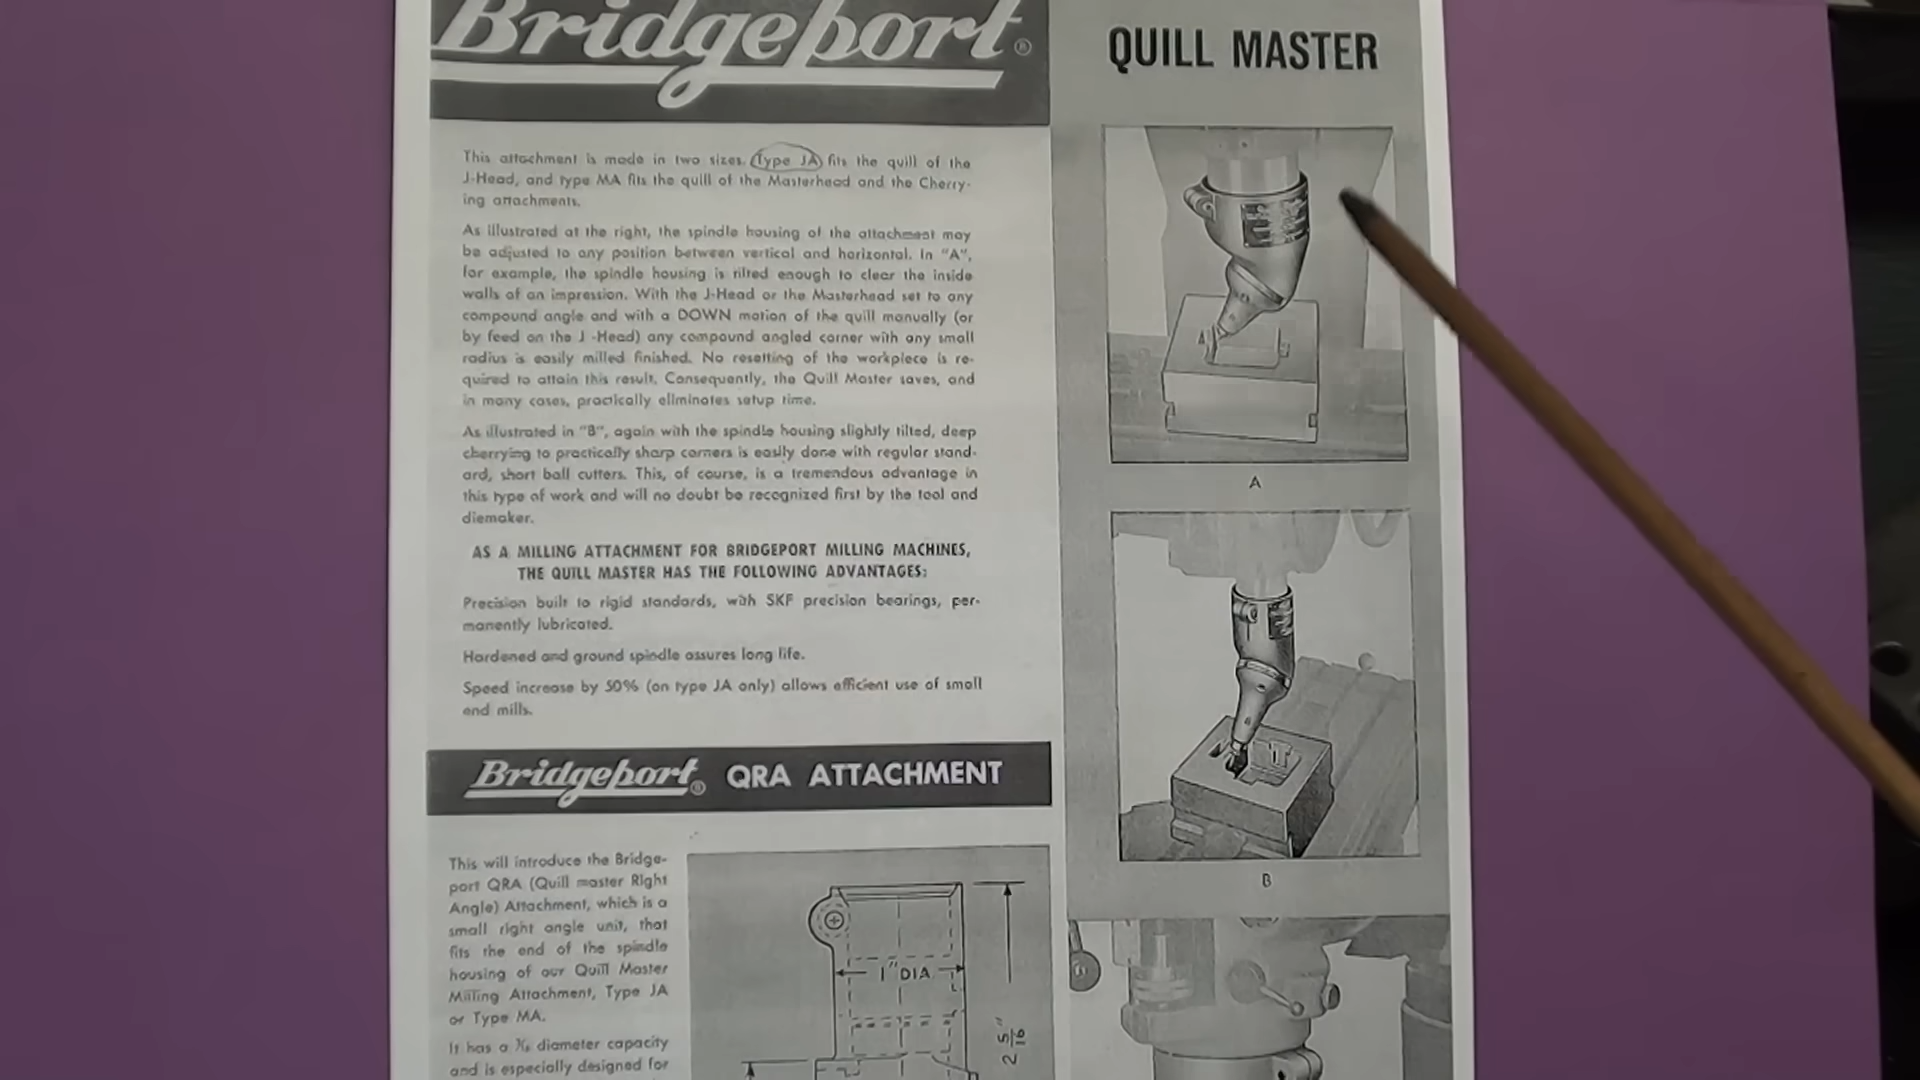 Bridgeport®
QUILL MASTER
This attachment is made in two sizes. Type JA fits the quill of the
J-Head, and type MA fits the quill of the Masterhead and the Cherry-
ing attachments.
As illustrated at the right, the spindle housing of the attachment may
be adjusted to any position between vertical and horizontal. In "A",
for example, the spindle housing is tilted enough to clear the inside
walls of an impression. With the J-Head or the Masterhead set to any
compound angle and with a DOWN motion of the quill manually (or
by feed on the J -Head) any compound angled corner with any small
radius is easily milled finished. No resetting of the workpiece is re-
quired to attain this result. Consequently, the Quill Master saves, and
in many cases, practically eliminates setup time.
As illustrated in "B", again with the spindle housing slightly tilted, deep
cherrying to practically sharp corners is easily done with regular stand-
ard, short ball cutters. This, of course, is a tremendous advantage in
this type of work and will no doubt be recognized first by the tool and
diemaker.
AS A MILLING ATTACHMENT FOR BRIDGEPORT MILLING MACHINES,
THE QUILL MASTER HAS THE FOLLOWING ADVANTAGES:
Precision built to rigid standards, with SKF precision bearings, per-
manently lubricated.
Hardened and ground spindle assures long life.
Speed increase by 50% (on type JA only) allows efficient use of small
end mills.
A
B
Bridgeport® QRA ATTACHMENT
This will introduce the Bridge-
port QRA (Quill master Right
Angle) Attachment, which is a
small right angle unit, that
fits the end of the spindle
housing of our Quill Master
Milling Attachment, Type JA
or Type MA.
It has a diameter capacity
and is especially designed for
1" DIA
2 5/16"